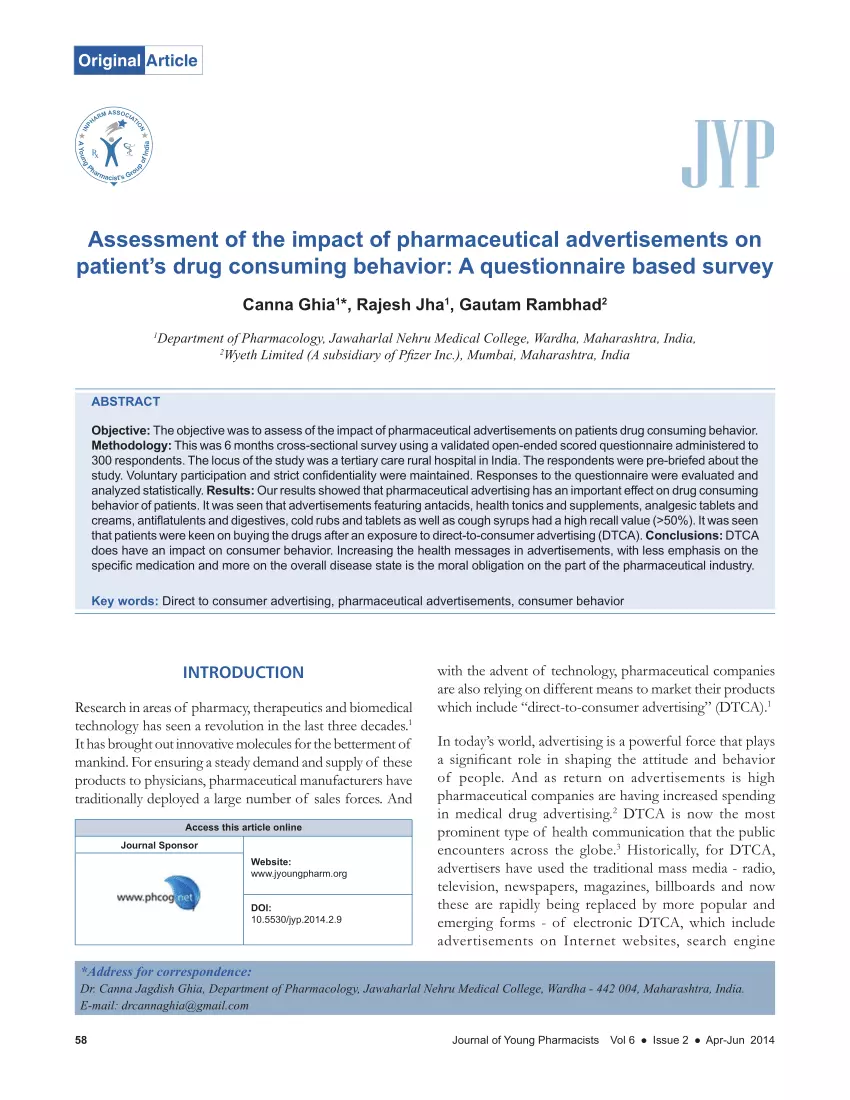 Original Article
INPHARM ASSOCIATION
A Young Pharmacist's Group of India
Rx
JYP
Assessment of the impact of pharmaceutical advertisements on
patient's drug consuming behavior: A questionnaire based survey
Canna Ghia1*, Rajesh Jha1, Gautam Rambhad2
1Department of Pharmacology, Jawaharlal Nehru Medical College, Wardha, Maharashtra, India,
2Wyeth Limited (A subsidiary of Pfizer Inc.), Mumbai, Maharashtra, India
ABSTRACT
Objective: The objective was to assess of the impact of pharmaceutical advertisements on patients drug consuming behavior.
Methodology: This was 6 months cross-sectional survey using a validated open-ended scored questionnaire administered to
300 respondents. The locus of the study was a tertiary care rural hospital in India. The respondents were pre-briefed about the
study. Voluntary participation and strict confidentiality were maintained. Responses to the questionnaire were evaluated and
analyzed statistically. Results: Our results showed that pharmaceutical advertising has an important effect on drug consuming
behavior of patients. It was seen that advertisements featuring antacids, health tonics and supplements, analgesic tablets and
creams, antiflatulents and digestives, cold rubs and tablets as well as cough syrups had a high recall value (>50%). It was seen
that patients were keen on buying the drugs after an exposure to direct-to-consumer advertising (DTCA). Conclusions: DTCA
does have an impact on consumer behavior. Increasing the health messages in advertisements, with less emphasis on the
specific medication and more on the overall disease state is the moral obligation on the part of the pharmaceutical industry.
Key words: Direct to consumer advertising, pharmaceutical advertisements, consumer behavior
INTRODUCTION
Research in areas of pharmacy, therapeutics and biomedical
technology has seen a revolution in the last three decades.1
It has brought out innovative molecules for the betterment of
mankind. For ensuring a steady demand and supply of these
products to physicians, pharmaceutical manufacturers have
traditionally deployed a large number of sales forces. And
Access this article online
Journal Sponsor
www.phcog.net
Website:
www.jyoungpharm.org
DOI:
10.5530/jyp.2014.2.9
with the advent of technology, pharmaceutical companies
are also relying on different means to market their products
which include “direct-to-consumer advertising” (DTCA).1
In today's world, advertising is a powerful force that plays
a significant role in shaping the attitude and behavior
of people. And as return on advertisements is high
pharmaceutical companies are having increased spending
in medical drug advertising.2 DTCA is now the most
prominent type of health communication that the public
encounters across the globe.3 Historically, for DTCA,
advertisers have used the traditional mass media - radio,
television, newspapers, magazines, billboards and now
these are rapidly being replaced by more popular and
emerging forms - of electronic DTCA, which include
advertisements on Internet websites, search engine
*Address for correspondence:
Dr. Canna Jagdish Ghia, Department of Pharmacology, Jawaharlal Nehru Medical College, Wardha - 442 004, Maharashtra, India.
E-mail: drcannaghia@gmail.com
58
Journal of Young Pharmacists Vol 6 ● Issue 2 ● Apr-Jun 2014